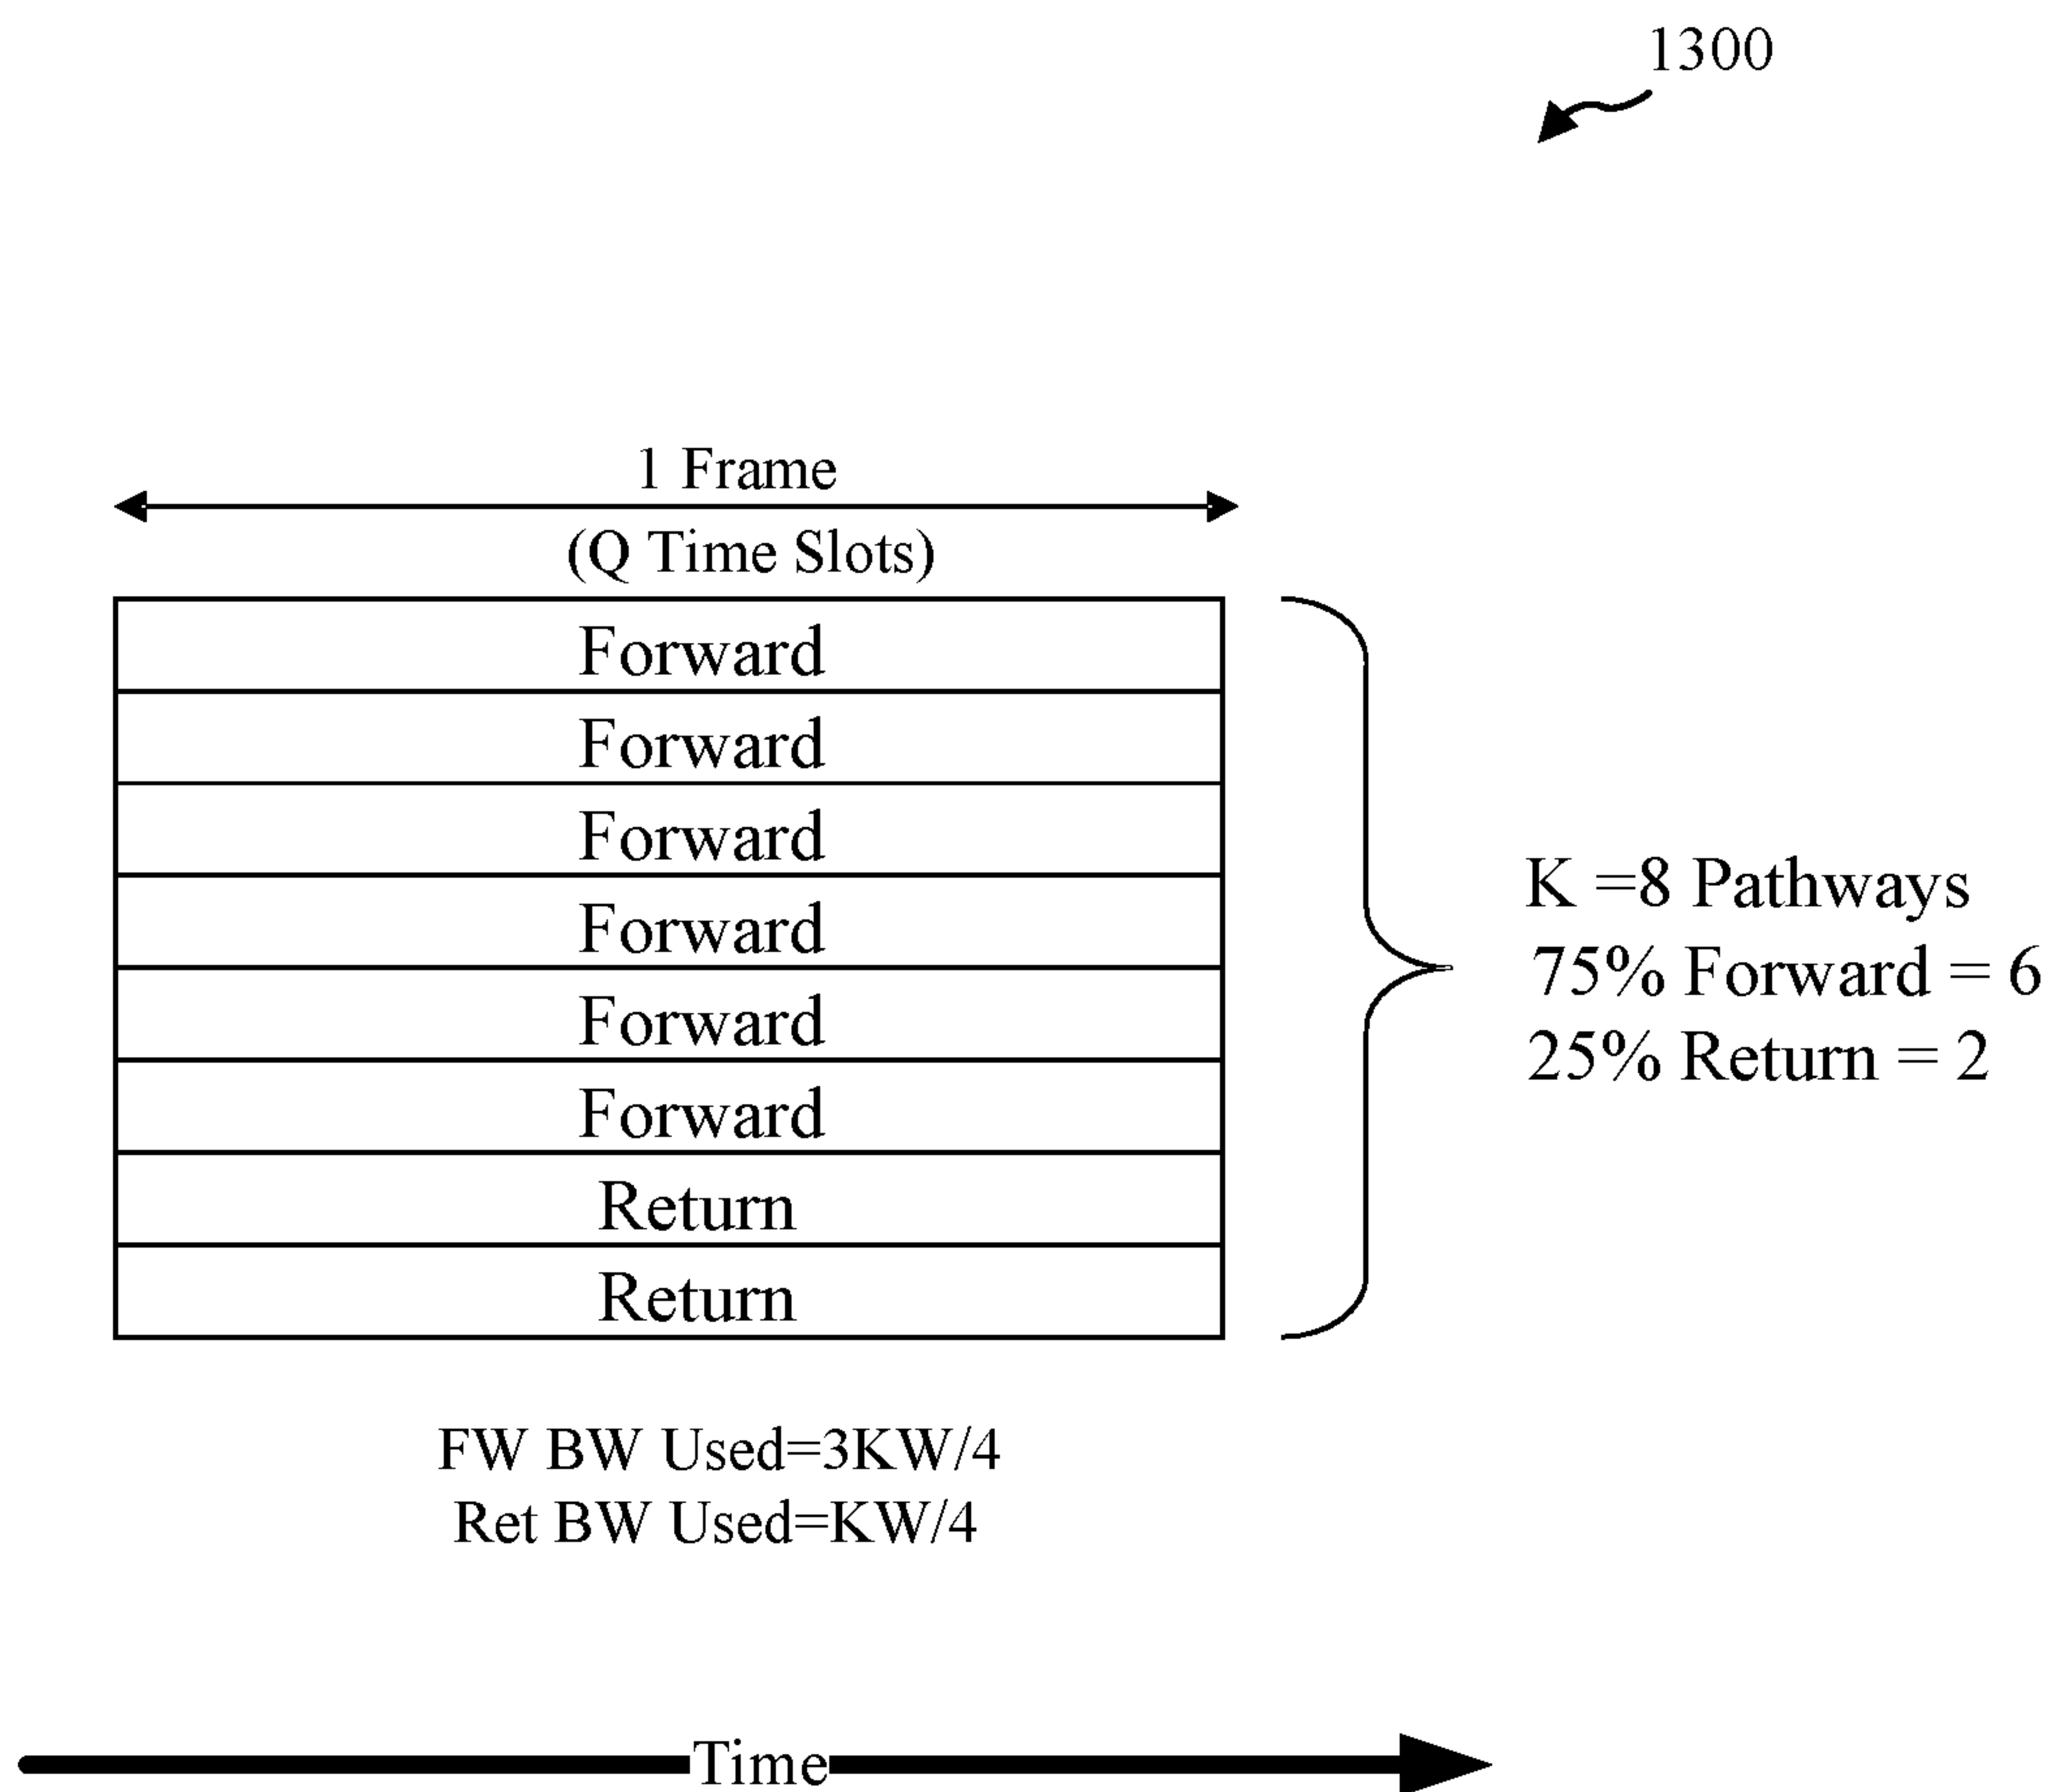 1300
1 Frame
(Q Time Slots)
Forward
Forward
Forward
Forward
Forward
Forward
Return
Return
K =8 Pathways
75% Forward = 6
25% Return = 2
FW BW Used=3KW/4
Ret BW Used=KW/4
Time